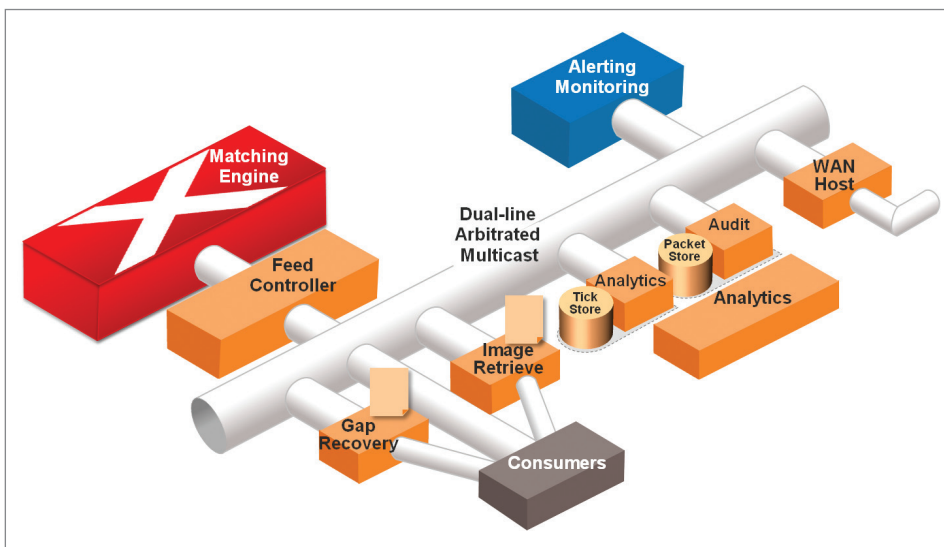 Alerting
Monitoring
Matching
Engine
WAN
Host
Dual-line
Arbitrated
Multicast
Audit
Packet
Store
Feed
Controller
Analytics
Analytics
Tick
Store
Image
Retrieve
Gap
Recovery
Consumers